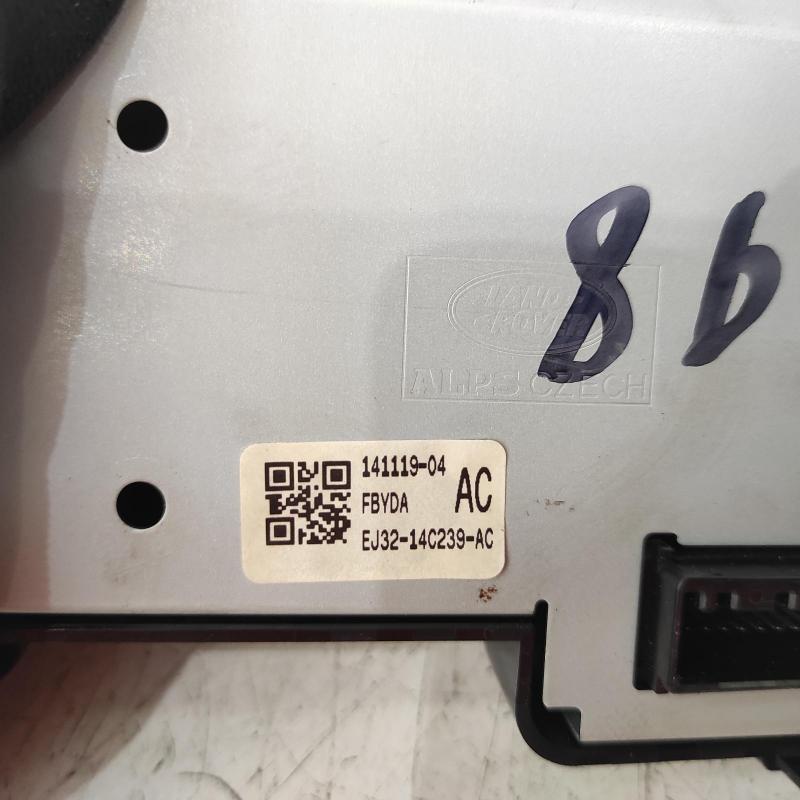 8b
LAND
ROVER
ALPS CZECH
141119-04
FBYDA AC
EJ32-14C239-AC